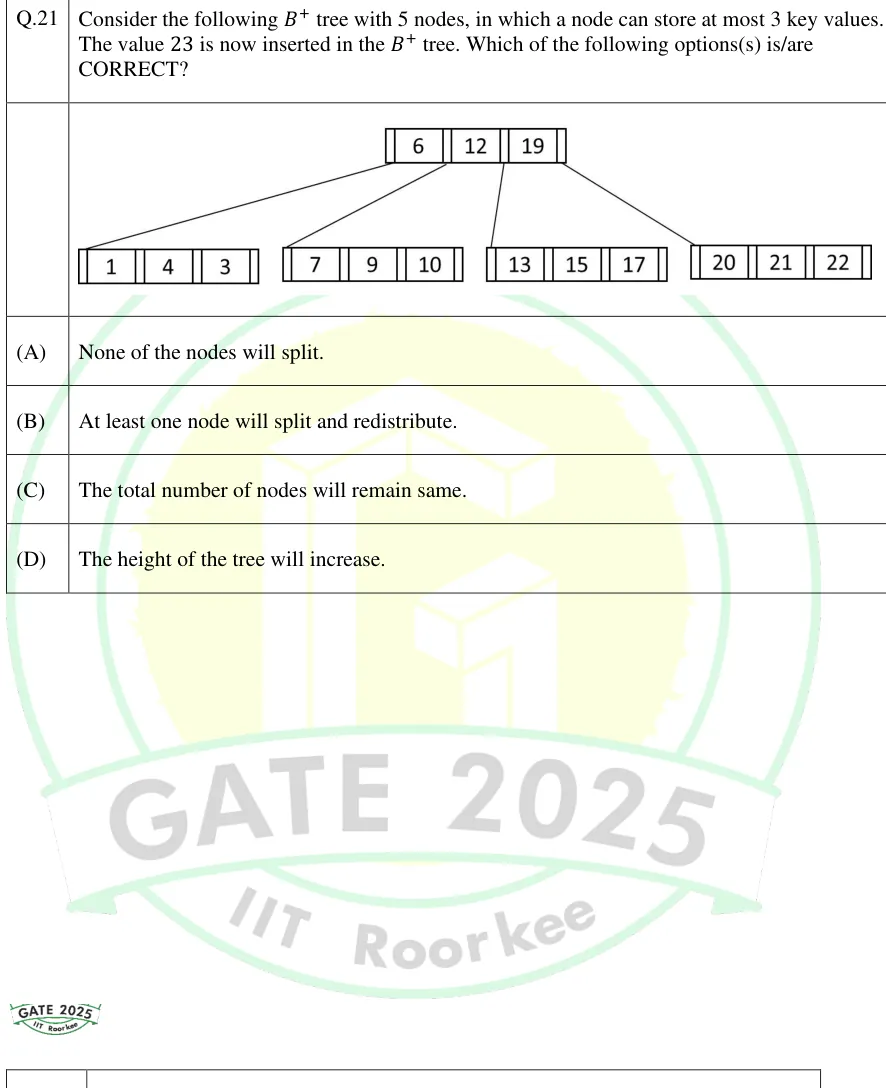 Q.21 Consider the following B⁺ tree with 5 nodes, in which a node can store at most 3 key values.
The value 23 is now inserted in the B⁺ tree. Which of the following options(s) is/are
CORRECT?
6 12 19
1 4 3 7 9 10 13 15 17 20 21 22
(A) None of the nodes will split.
(B) At least one node will split and redistribute.
(C) The total number of nodes will remain same.
(D) The height of the tree will increase.
GATE 2025
IIT Roorkee
GATE 2025
IIT Roorkee